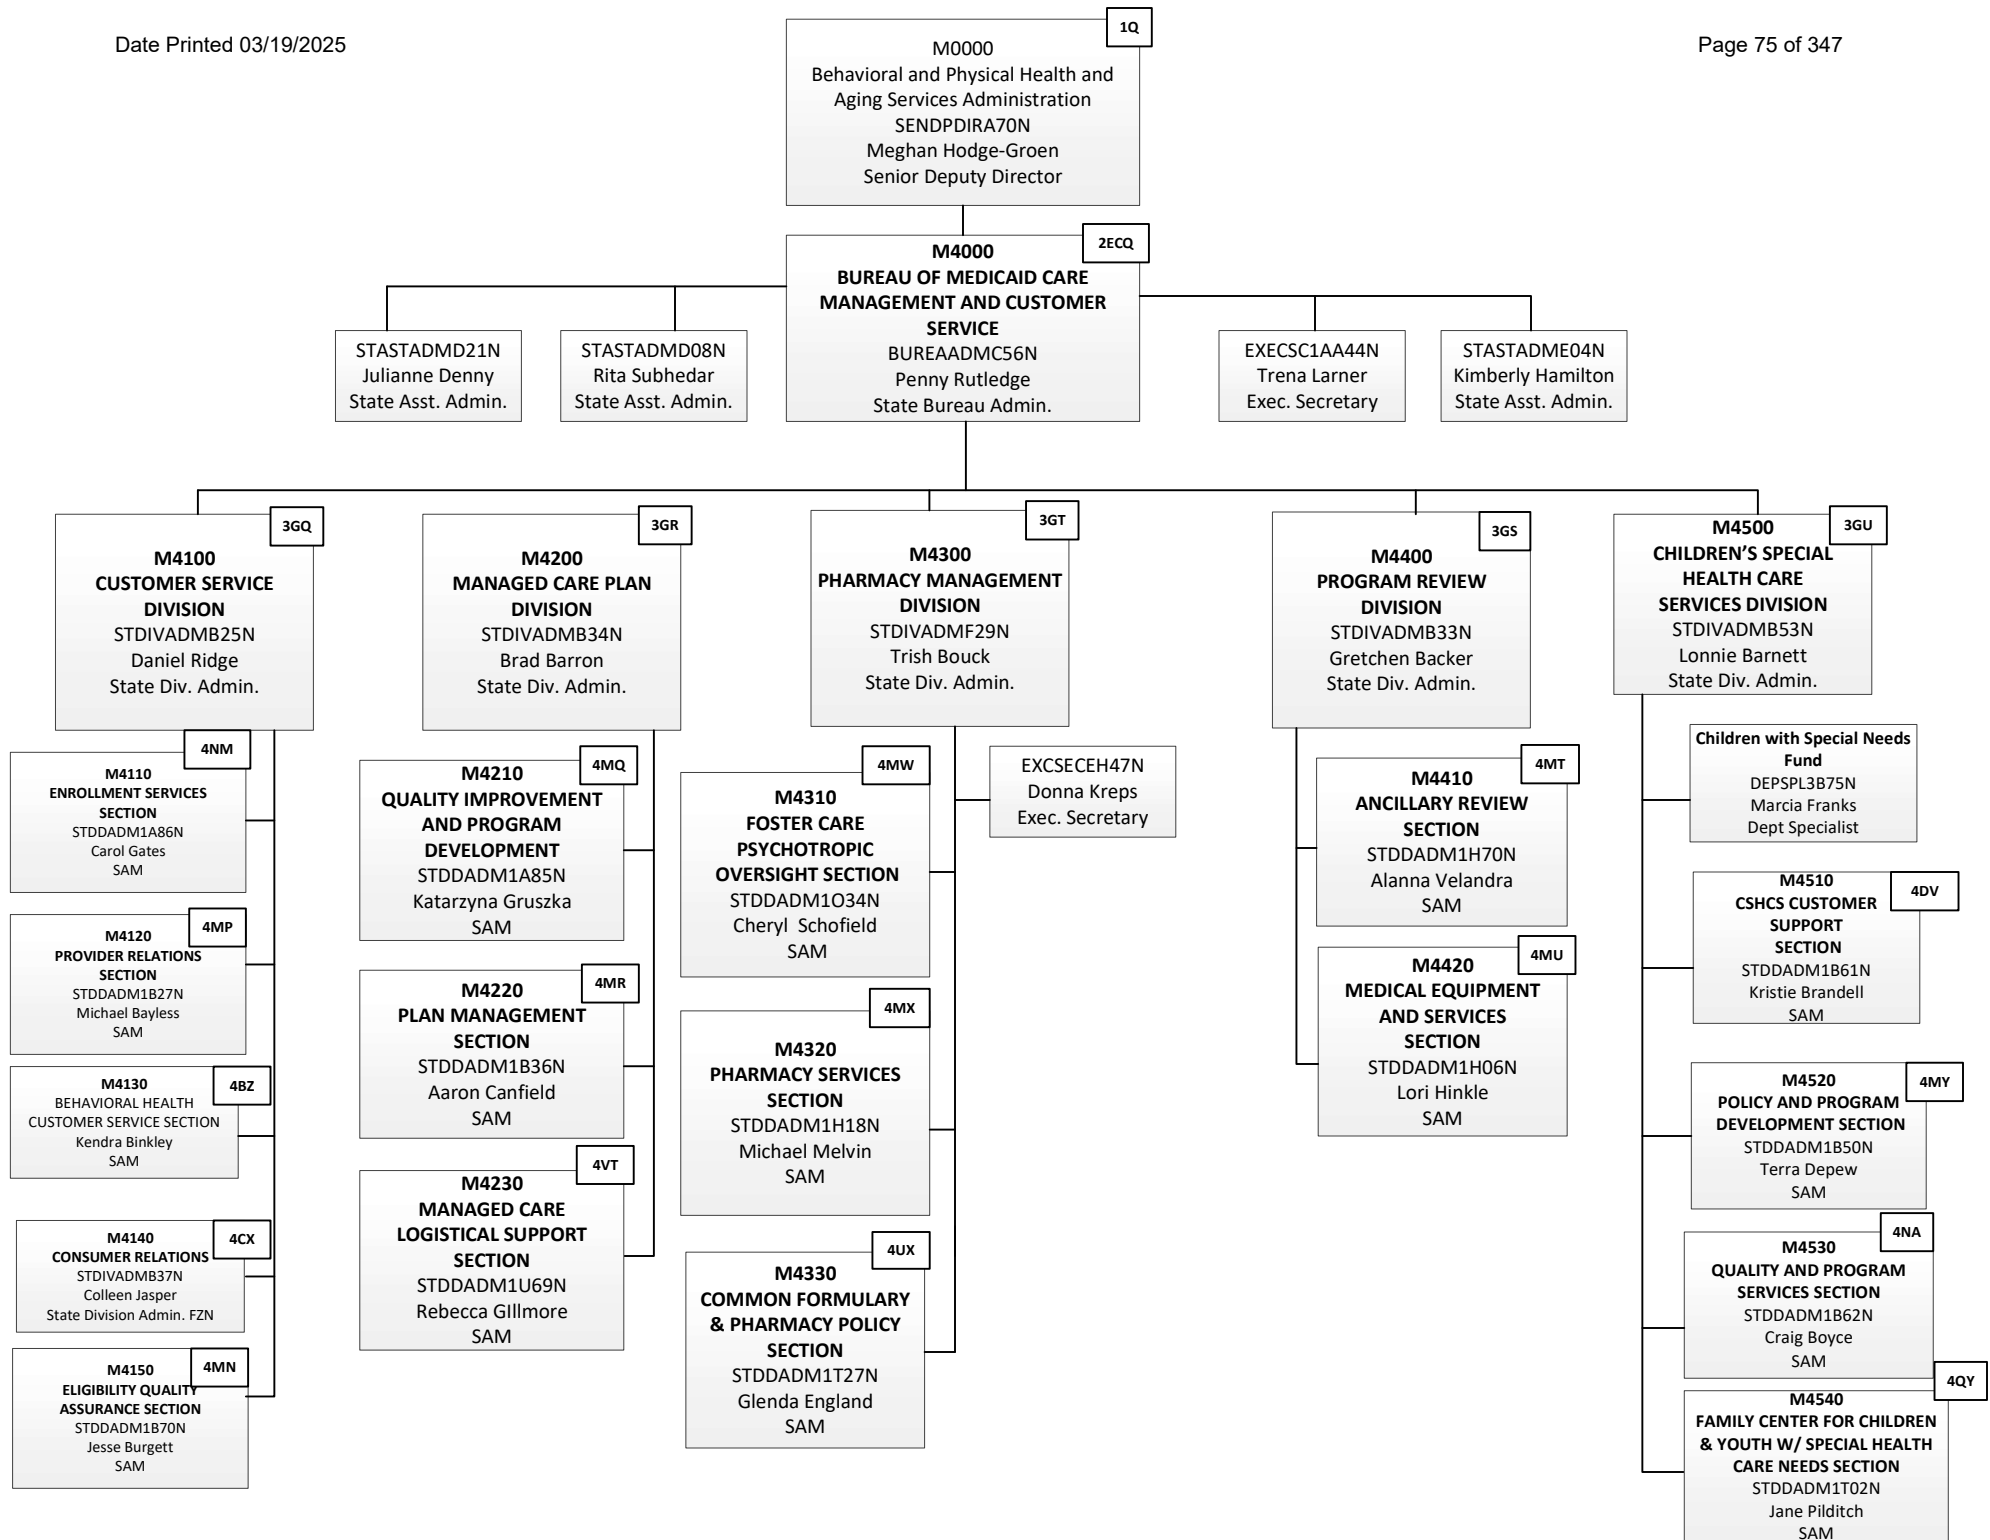 Date Printed 03/19/2025
Page 75 of 347
1Q
M0000
Behavioral and Physical Health and
Aging Services Administration
SENDPDIRA70N
Meghan Hodge-Groen
Senior Deputy Director
2ECQ
M4000
BUREAU OF MEDICAID CARE
MANAGEMENT AND CUSTOMER
SERVICE
BUREAADMC56N
Penny Rutledge
State Bureau Admin.
STASTADMD21N
Julianne Denny
State Asst. Admin.
STASTADMD08N
Rita Subhedar
State Asst. Admin.
EXECSC1AA44N
Trena Larner
Exec. Secretary
STASTADME04N
Kimberly Hamilton
State Asst. Admin.
3GQ
M4100
CUSTOMER SERVICE
DIVISION
STDIVADMB25N
Daniel Ridge
State Div. Admin.
4NM
M4110
ENROLLMENT SERVICES
SECTION
STDDADM1A86N
Carol Gates
SAM
4MP
M4120
PROVIDER RELATIONS
SECTION
STDDADM1B27N
Michael Bayless
SAM
4BZ
M4130
BEHAVIORAL HEALTH
CUSTOMER SERVICE SECTION
Kendra Binkley
SAM
4CX
M4140
CONSUMER RELATIONS
STDIVADMB37N
Colleen Jasper
State Division Admin. FZN
4MN
M4150
ELIGIBILITY QUALITY
ASSURANCE SECTION
STDDADM1B70N
Jesse Burgett
SAM
3GR
M4200
MANAGED CARE PLAN
DIVISION
STDIVADMB34N
Brad Barron
State Div. Admin.
4MQ
M4210
QUALITY IMPROVEMENT
AND PROGRAM
DEVELOPMENT
STDDADM1A85N
Katarzyna Gruszka
SAM
4MR
M4220
PLAN MANAGEMENT
SECTION
STDDADM1B36N
Aaron Canfield
SAM
4VT
M4230
MANAGED CARE
LOGISTICAL SUPPORT
SECTION
STDDADM1U69N
Rebecca GIllmore
SAM
3GT
M4300
PHARMACY MANAGEMENT
DIVISION
STDIVADMF29N
Trish Bouck
State Div. Admin.
EXCSECEH47N
Donna Kreps
Exec. Secretary
4MW
M4310
FOSTER CARE
PSYCHOTROPIC
OVERSIGHT SECTION
STDDADM1O34N
Cheryl  Schofield
SAM
4MX
M4320
PHARMACY SERVICES
SECTION
STDDADM1H18N
Michael Melvin
SAM
4UX
M4330
COMMON FORMULARY
& PHARMACY POLICY
SECTION
STDDADM1T27N
Glenda England
SAM
3GS
M4400
PROGRAM REVIEW
DIVISION
STDIVADMB33N
Gretchen Backer
State Div. Admin.
4MT
M4410
ANCILLARY REVIEW
SECTION
STDDADM1H70N
Alanna Velandra
SAM
4MU
M4420
MEDICAL EQUIPMENT
AND SERVICES
SECTION
STDDADM1H06N
Lori Hinkle
SAM
3GU
M4500
CHILDREN’S SPECIAL
HEALTH CARE
SERVICES DIVISION
STDIVADMB53N
Lonnie Barnett
State Div. Admin.
Children with Special Needs
Fund
DEPSPL3B75N
Marcia Franks
Dept Specialist
4DV
M4510
CSHCS CUSTOMER
SUPPORT
SECTION
STDDADM1B61N
Kristie Brandell
SAM
4MY
M4520
POLICY AND PROGRAM
DEVELOPMENT SECTION
STDDADM1B50N
Terra Depew
SAM
4NA
M4530
QUALITY AND PROGRAM
SERVICES SECTION
STDDADM1B62N
Craig Boyce
SAM
4QY
M4540
FAMILY CENTER FOR CHILDREN
& YOUTH W/ SPECIAL HEALTH
CARE NEEDS SECTION
STDDADM1T02N
Jane Pilditch
SAM